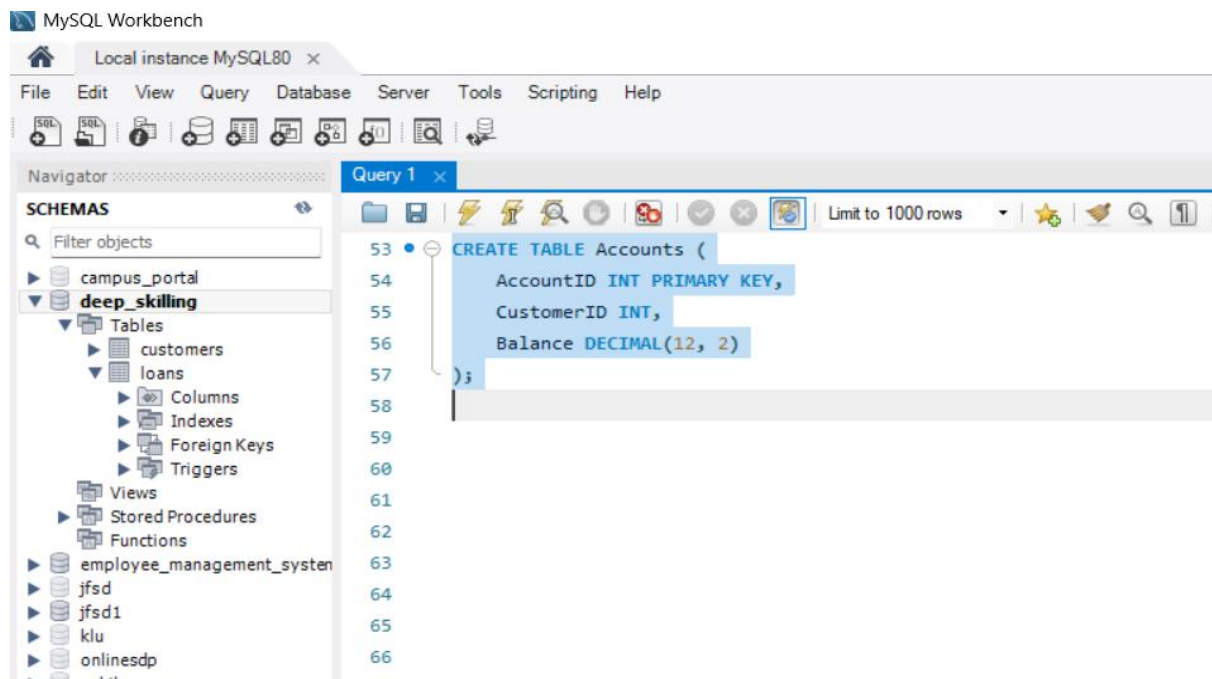 MySQL Workbench
Local instance MySQL80 ×
File Edit View Query Database Server Tools Scripting Help
Navigator
SCHEMAS
Filter objects
campus_portal
deep_skilling
Tables
customers
loans
Columns
Indexes
Foreign Keys
Triggers
Views
Stored Procedures
Functions
employee_management_systen
jfsd
jfsd1
klu
onlinesdp
Query 1 ×
Limit to 1000 rows
53 CREATE TABLE Accounts (
54 AccountID INT PRIMARY KEY,
55 CustomerID INT,
56 Balance DECIMAL(12, 2)
57 );
58
59
60
61
62
63
64
65
66